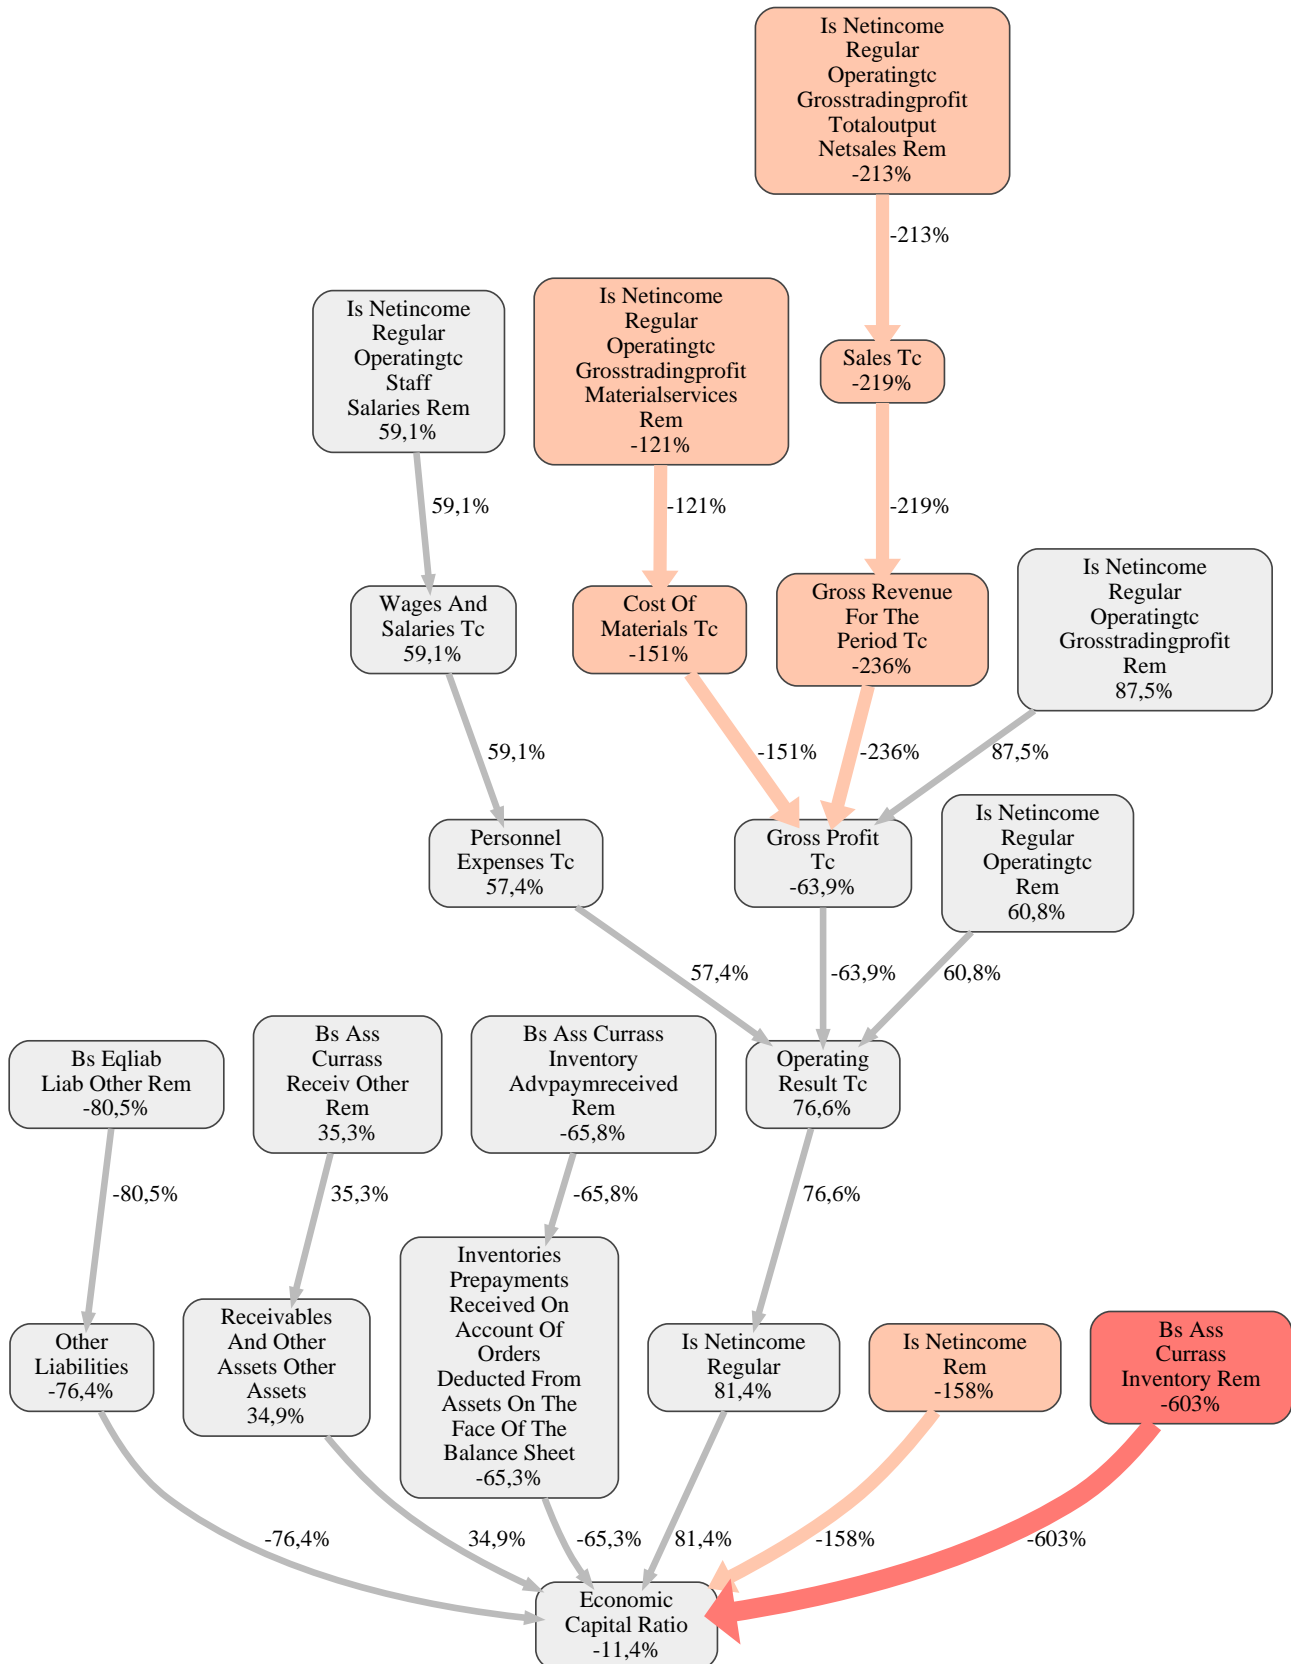 Is Netincome
Regular
Operatingtc
Grosstradingprofit
Totaloutput
Netsales Rem
-213%
-213%
Is Netincome
Regular
Operatingtc
Staff
Salaries Rem
59,1%
Is Netincome
Regular
Operatingtc
Grosstradingprofit
Materialservices
Rem
-121%
Sales Tc
-219%
59,1%
-121%
-219%
Wages And
Salaries Tc
59,1%
Cost Of
Materials Tc
-151%
Gross Revenue
For The
Period Tc
-236%
Is Netincome
Regular
Operatingtc
Grosstradingprofit
Rem
87,5%
59,1%
-151%
-236%
87,5%
Personnel
Expenses Tc
57,4%
Gross Profit
Tc
-63,9%
Is Netincome
Regular
Operatingtc
Rem
60,8%
57,4%
-63,9%
60,8%
Bs Eqliab
Liab Other Rem
-80,5%
Bs Ass
Currass
Receiv Other
Rem
35,3%
Bs Ass Currass
Inventory
Advpaymreceived
Rem
-65,8%
Operating
Result Tc
76,6%
-80,5%
35,3%
-65,8%
76,6%
Other
Liabilities
-76,4%
Receivables
And Other
Assets Other
Assets
34,9%
Inventories
Prepayments
Received On
Account Of
Orders
Deducted From
Assets On The
Face Of The
Balance Sheet
-65,3%
Is Netincome
Regular
81,4%
Is Netincome
Rem
-158%
Bs Ass
Currass
Inventory Rem
-603%
-76,4%
34,9%
-65,3%
81,4%
-158%
-603%
Economic
Capital Ratio
-11,4%